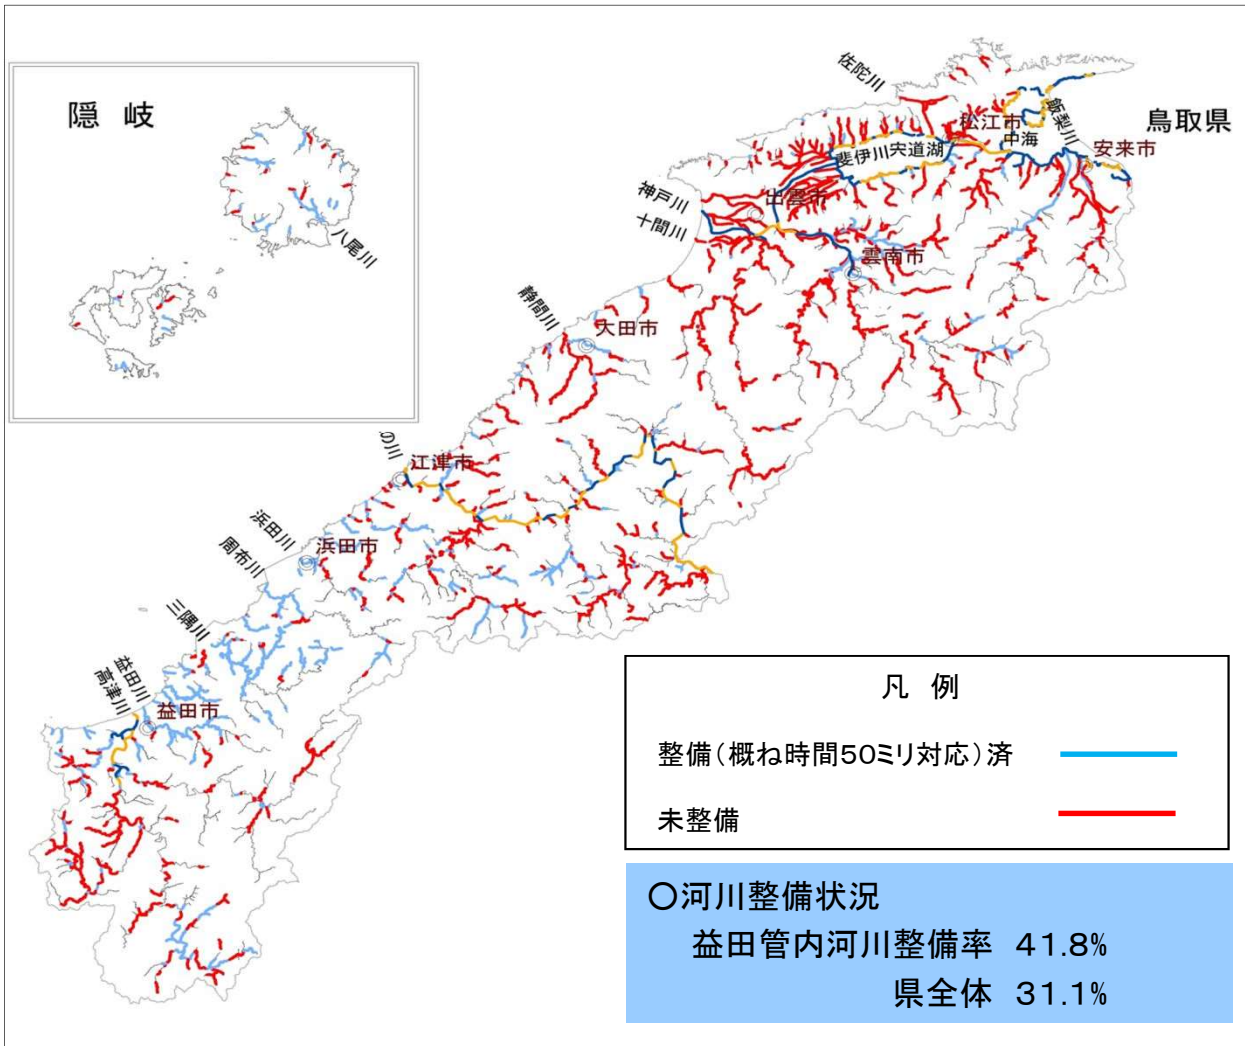 隠 岐
八尾川
佐陀川
松江市
飯梨川
鳥取県
中海
安来市
斐伊川
宍道湖
神戸川
出雲市
十間川
雲南市
静間川
大田市
の川
江津市
浜田川
浜田市
周布川
三隅川
益田川
高津川
益田市
凡 例
整備(概ね時間50ミリ対応)済
未整備
○河川整備状況
益田管内河川整備率 41.8%
県全体 31.1%